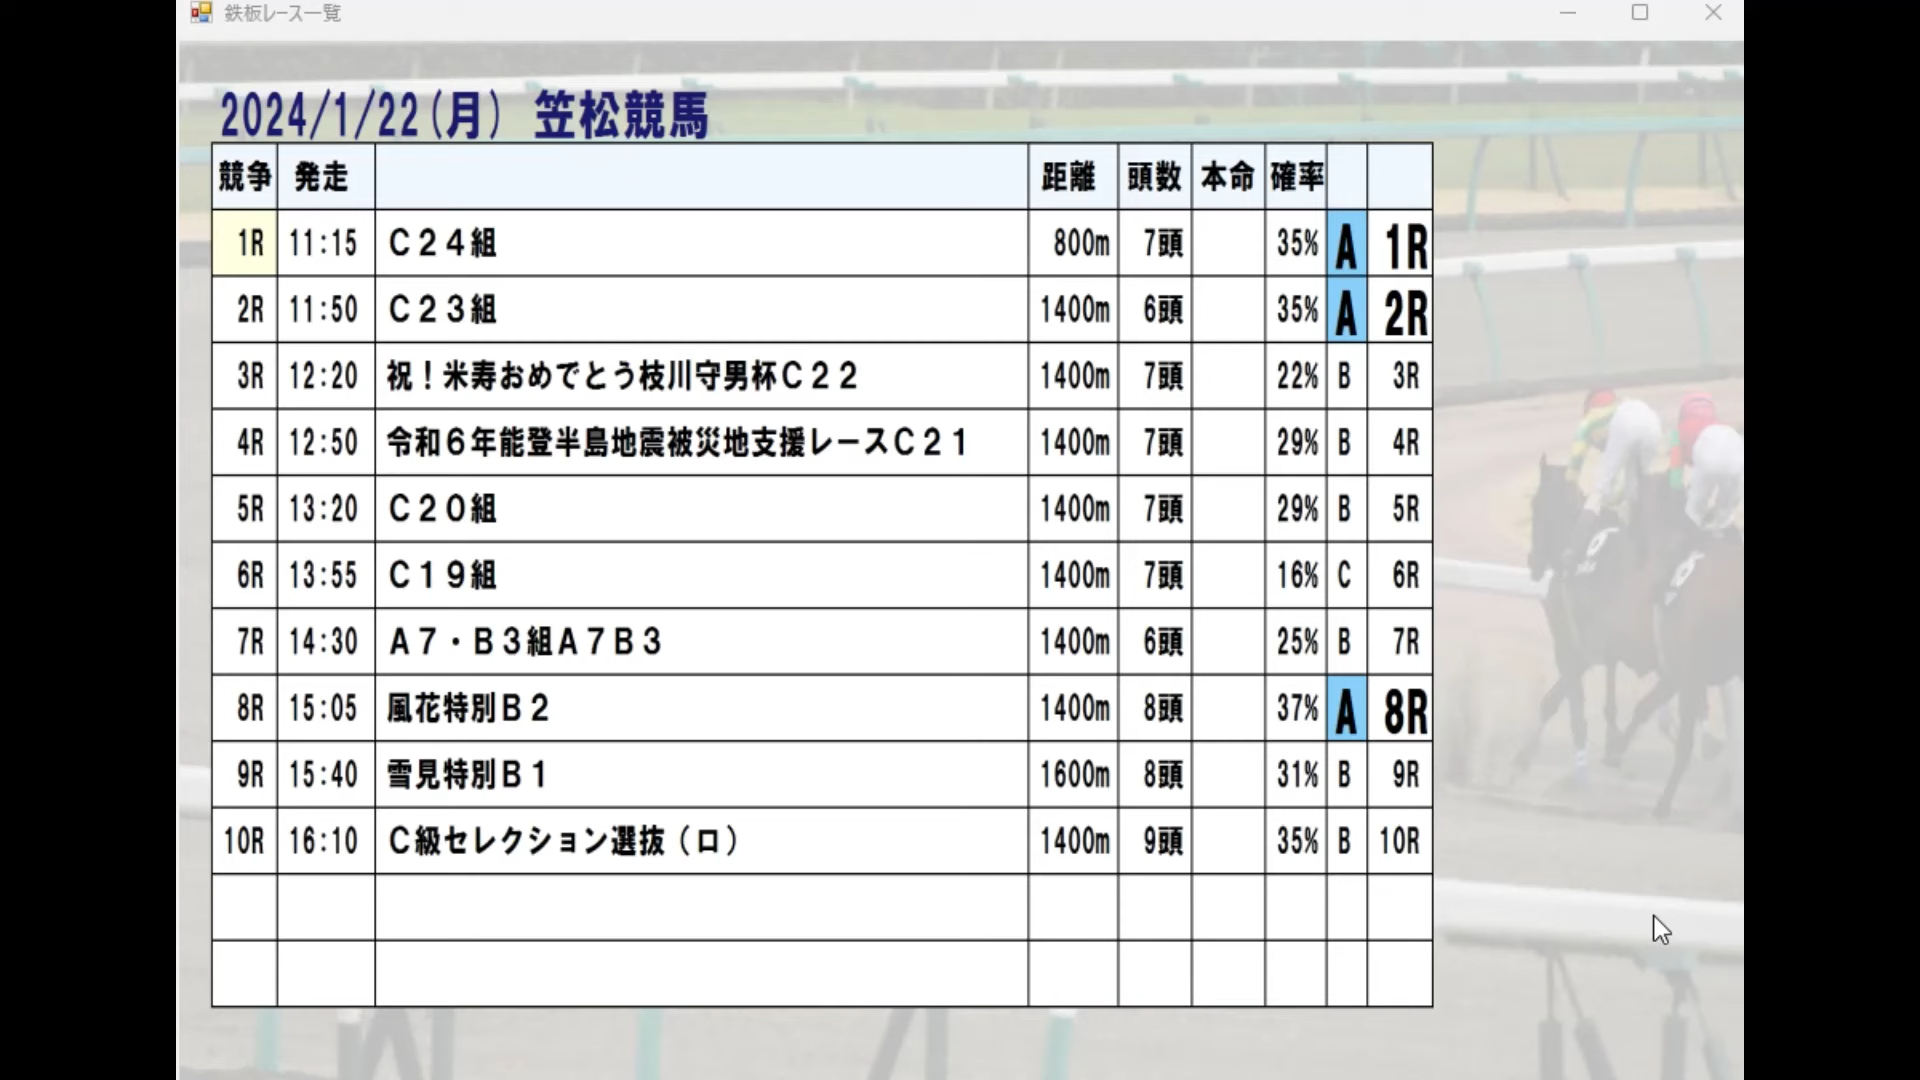 鉄板レース一覧
2024/1/22(月) 笠松競馬
競争 発走 距離 頭数 本命 確率
1R 11:15 C24組 800m 7頭 35% A 1R
2R 11:50 C23組 1400m 6頭 35% A 2R
3R 12:20 祝！米寿おめでとう枝川守男杯C22 1400m 7頭 22% B 3R
4R 12:50 令和6年能登半島地震被災地支援レースC21 1400m 7頭 29% B 4R
5R 13:20 C20組 1400m 7頭 29% B 5R
6R 13:55 C19組 1400m 7頭 16% C 6R
7R 14:30 A7・B3組A7B3 1400m 6頭 25% B 7R
8R 15:05 風花特別B2 1400m 8頭 37% A 8R
9R 15:40 雪見特別B1 1600m 8頭 31% B 9R
10R 16:10 C級セレクション選抜（ロ） 1400m 9頭 35% B 10R